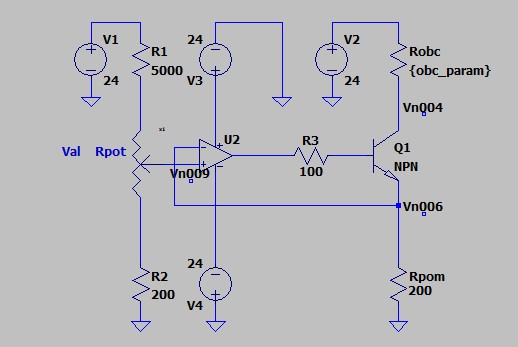 V1
24
R1
5000
24
V3
V2
24
Robc
{obc_param}
Vn004
x1
U2
Val Rpot
Vn009
R3
100
Q1
NPN
Vn006
R2
200
24
V4
Rpom
200